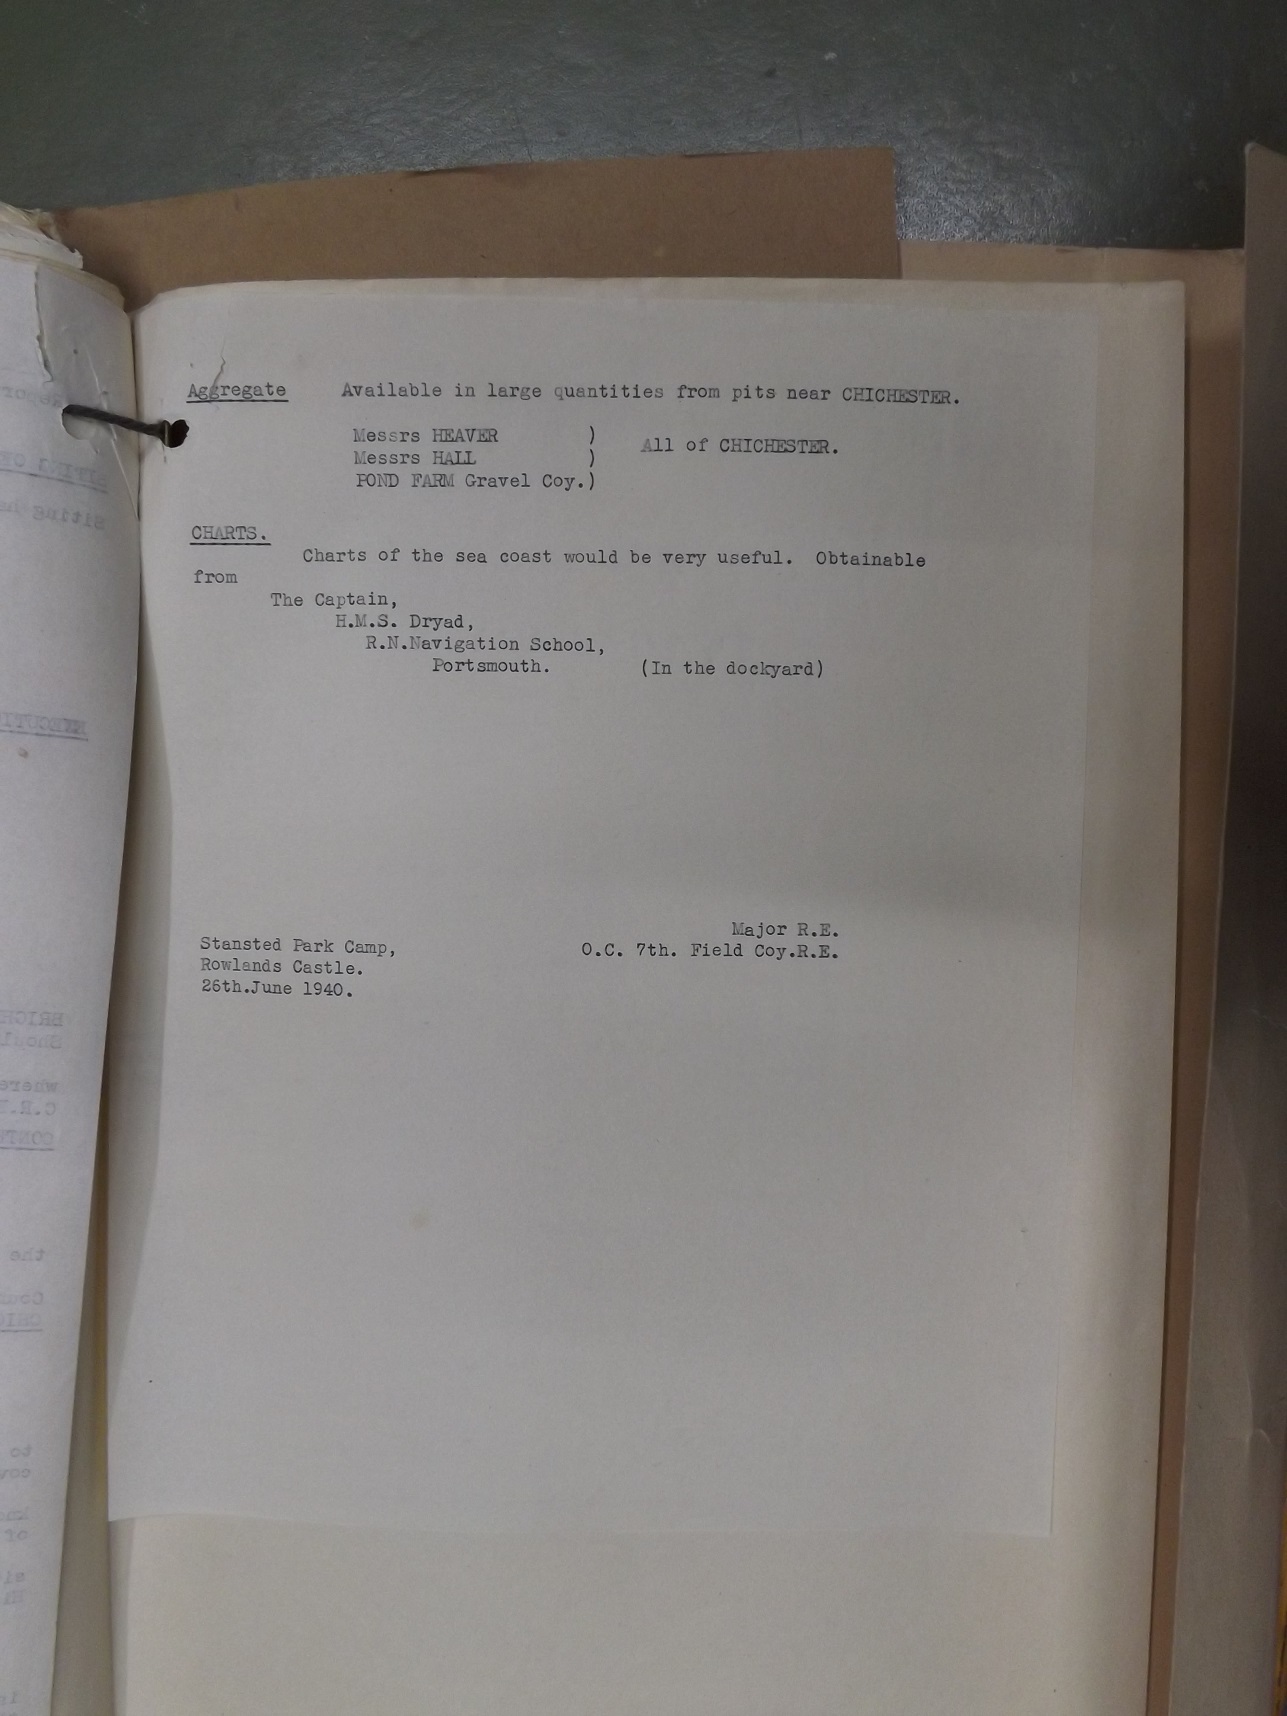 Aggregate Available in large quantities from pits near CHICHESTER.
Messrs HEAVER )
Messrs HALL ) All of CHICHESTER.
POND FARM Gravel Coy.)
CHARTS.
Charts of the sea coast would be very useful. Obtainable
from
The Captain,
H.M.S. Dryad,
R.N.Navigation School,
Portsmouth. (In the dockyard)
Major R.E.
O.C. 7th. Field Coy.R.E.
Stansted Park Camp,
Rowlands Castle.
26th.June 1940.